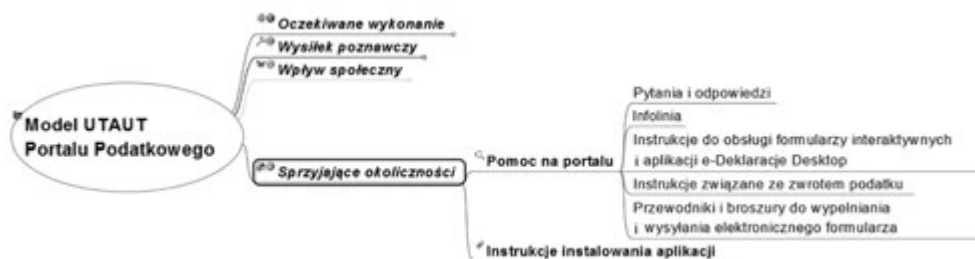 Oczekiwane wykonanie
Wysiłek poznawczy
Wpływ społeczny
Model UTAUT
Portalu Podatkowego
Sprzyjające okoliczności
Pomoc na portalu
Pytania i odpowiedzi
Infolinia
Instrukcje do obsługi formularzy interaktywnych
i aplikacji e-Deklaracje Desktop
Instrukcje związane ze zwrotem podatku
Przewodniki i broszury do wypełniania
i wysyłania elektronicznego formularza
Instrukcje instalowania aplikacji